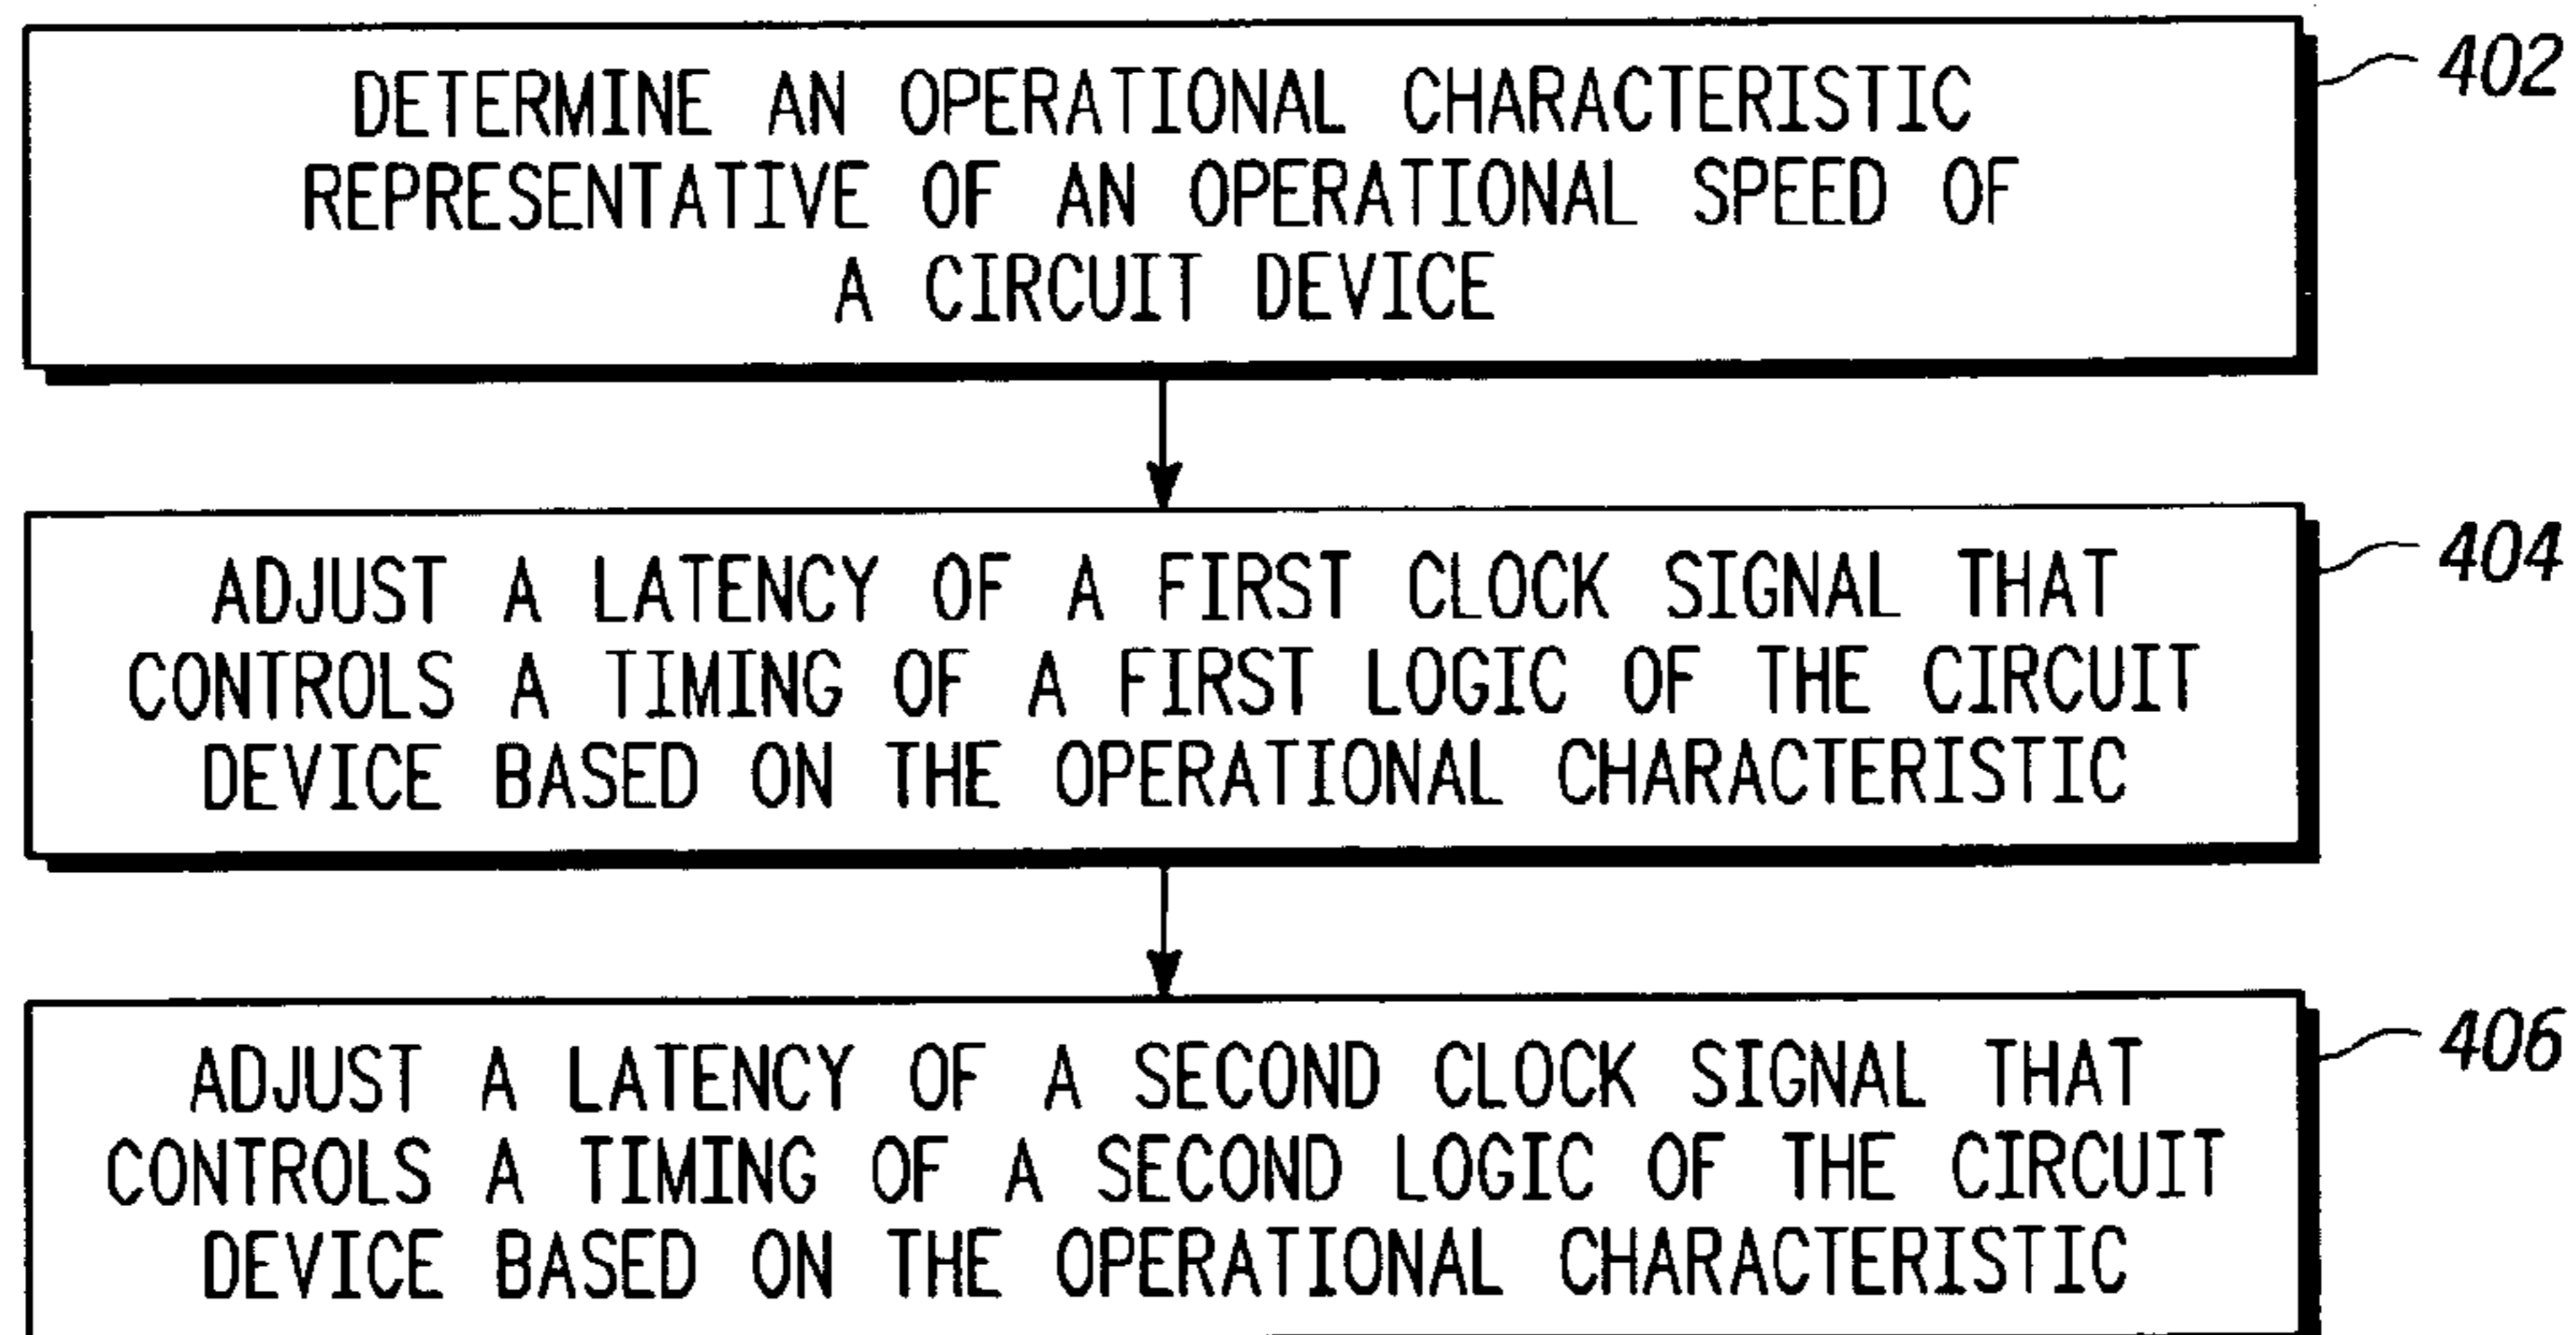 DETERMINE AN OPERATIONAL CHARACTERISTIC
REPRESENTATIVE OF AN OPERATIONAL SPEED OF
A CIRCUIT DEVICE
402
ADJUST A LATENCY OF A FIRST CLOCK SIGNAL THAT
CONTROLS A TIMING OF A FIRST LOGIC OF THE CIRCUIT
DEVICE BASED ON THE OPERATIONAL CHARACTERISTIC
404
ADJUST A LATENCY OF A SECOND CLOCK SIGNAL THAT
CONTROLS A TIMING OF A SECOND LOGIC OF THE CIRCUIT
DEVICE BASED ON THE OPERATIONAL CHARACTERISTIC
406